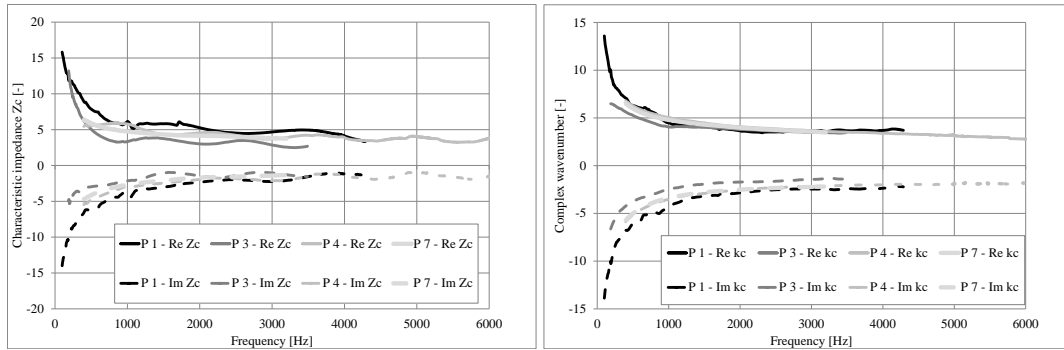 20
15
10
5
0
-5
-10
-15
-20
0 1000 2000 3000 4000 5000 6000
Characteristic impedance Zc [-]
Frequency [Hz]
P 1 - Re Zc P 3 - Re Zc P 4 - Re Zc P 7 - Re Zc
P 1 - Im Zc P 3 - Im Zc P 4 - Im Zc P 7 - Im Zc
15
10
5
0
-5
-10
-15
0 1000 2000 3000 4000 5000 6000
Complex wavenumber [-]
Frequency [Hz]
P 1 - Re kc P 3 - Re kc P 4 - Re kc P 7 - Re kc
P 1 - Im kc P 3 - Im kc P 4 - Im kc P 7 - Im kc